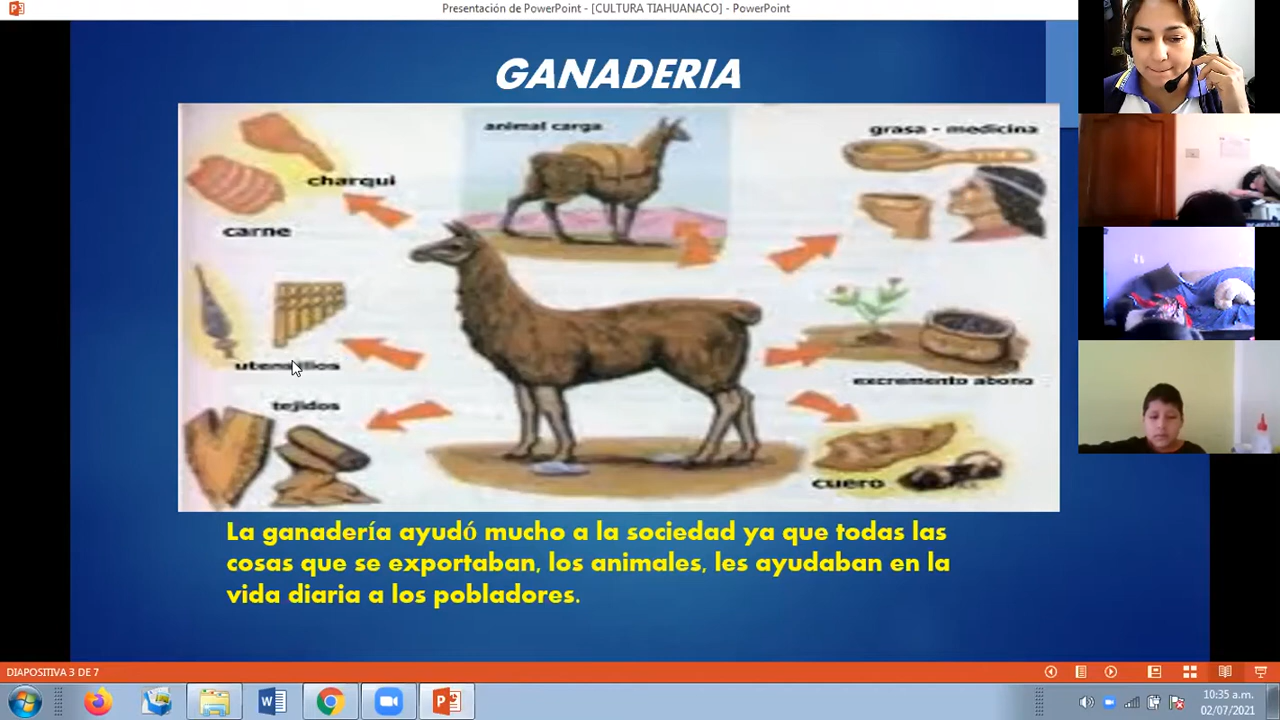 Presentación de PowerPoint - [CULTURA TIAHUANACO] - PowerPoint
GANADERIA
animal carga
grasa - medicina
charqui
carne
utensilios
excremento abono
tejidos
cuero
La ganadería ayudó mucho a la sociedad ya que todas las
cosas que se exportaban, los animales, les ayudaban en la
vida diaria a los pobladores.
DIAPOSITIVA 3 DE 7
10:35 a.m.
02/07/2021